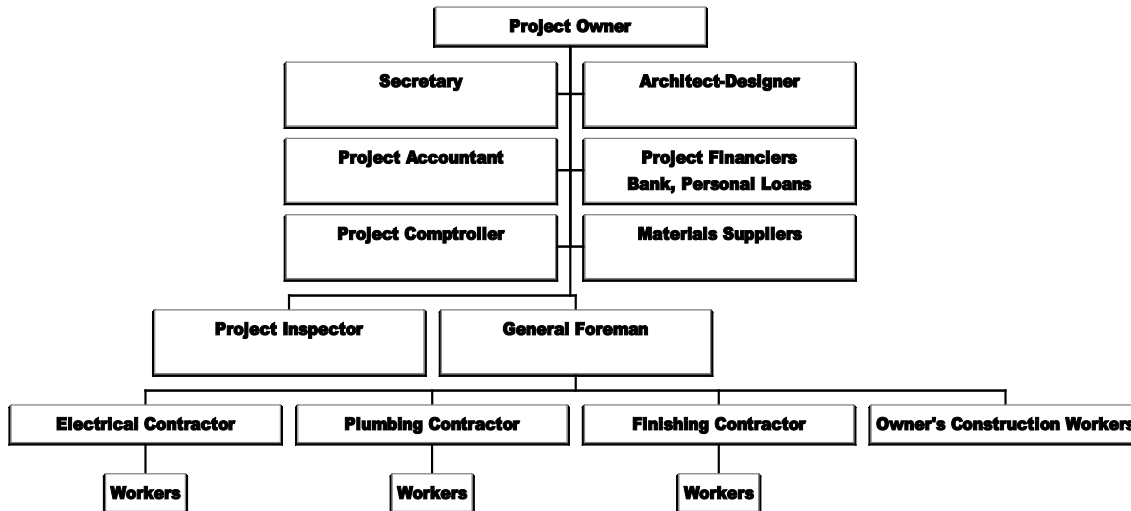 Project Owner
Secretary
Architect-Designer
Project Accountant
Project Financiers
Bank, Personal Loans
Project Comptroller
Materials Suppliers
Project Inspector
General Foreman
Electrical Contractor
Plumbing Contractor
Finishing Contractor
Owner's Construction Workers
Workers
Workers
Workers